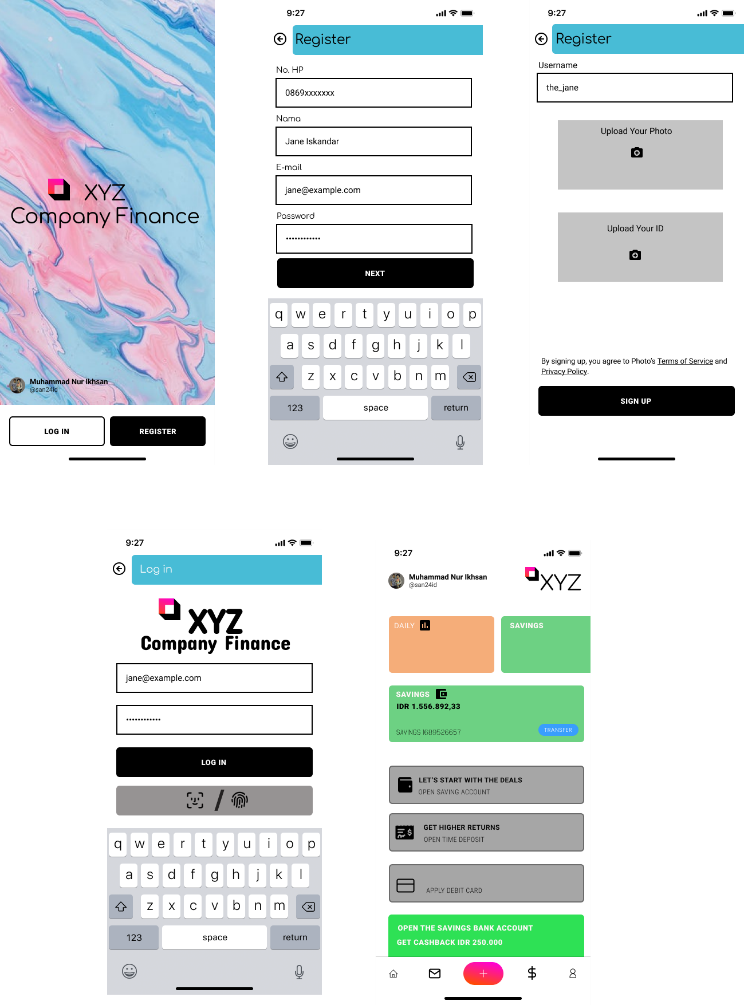 XYZ
Company Finance
Muhammad Nur Ikhsan
@san24id
LOG IN
REGISTER
9:27
Register
No. HP
0869xxxxxxx
Nama
Jane Iskandar
E-mail
jane@example.com
Password
••••••••••••
NEXT
q w e r t y u i o p
a s d f g h j k l
z x c v b n m
123 space return
9:27
Register
Username
the_jane
Upload Your Photo
Upload Your ID
By signing up, you agree to Photo's Terms of Service and
Privacy Policy.
SIGN UP
9:27
Log in
XYZ
Company Finance
jane@example.com
••••••••••••
LOG IN
/
q w e r t y u i o p
a s d f g h j k l
z x c v b n m
123 space return
9:27
Muhammad Nur Ikhsan
@san24id
XYZ
DAILY
SAVINGS
SAVINGS
IDR 1.556.892,33
SAVINGS
TRANSFER
LET'S START WITH THE DEALS
OPEN SAVING ACCOUNT
GET HIGHER RETURNS
OPEN TIME DEPOSIT
APPLY DEBIT CARD
OPEN THE SAVINGS BANK ACCOUNT
GET CASHBACK IDR 250.000